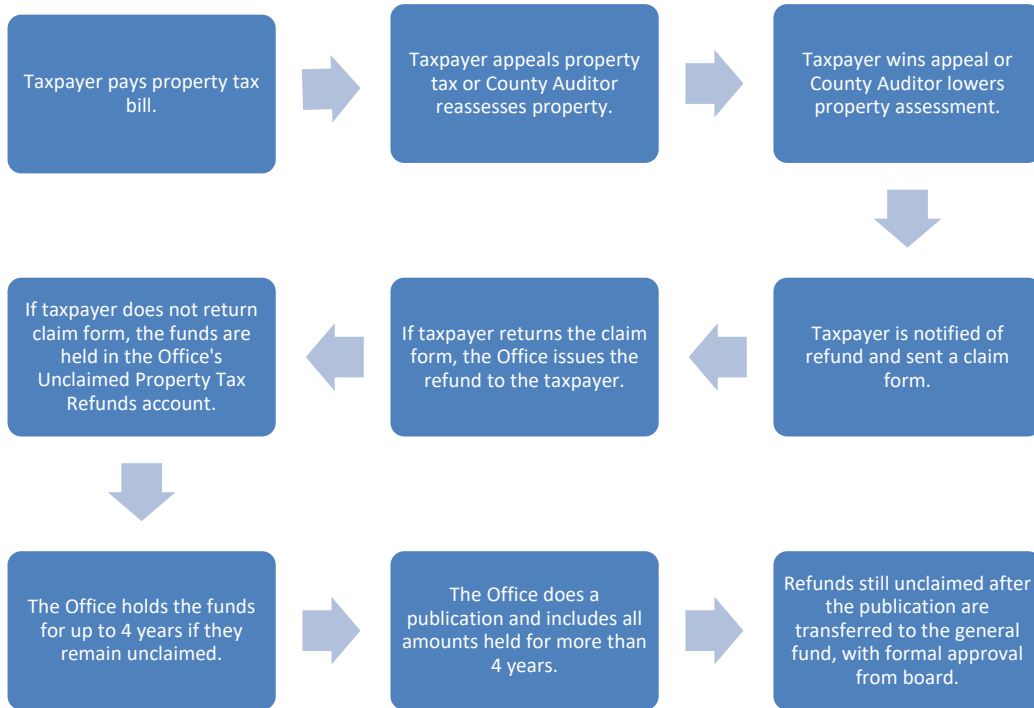 Taxpayer pays property tax
bill.
Taxpayer appeals property
tax or County Auditor
reassesses property.
Taxpayer wins appeal or
County Auditor lowers
property assessment.
Taxpayer is notified of
refund and sent a claim
form.
If taxpayer returns the claim
form, the Office issues the
refund to the taxpayer.
If taxpayer does not return
claim form, the funds are
held in the Office's
Unclaimed Property Tax
Refunds account.
The Office holds the funds
for up to 4 years if they
remain unclaimed.
The Office does a
publication and includes all
amounts held for more than
4 years.
Refunds still unclaimed after
the publication are
transferred to the general
fund, with formal approval
from board.